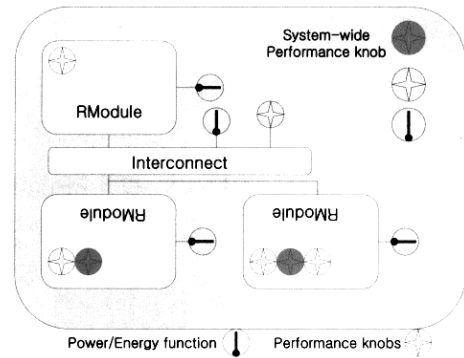 System-wide
Performance knob
RModule
Interconnect
RModule
RModule
Power/Energy function
Performance knobs